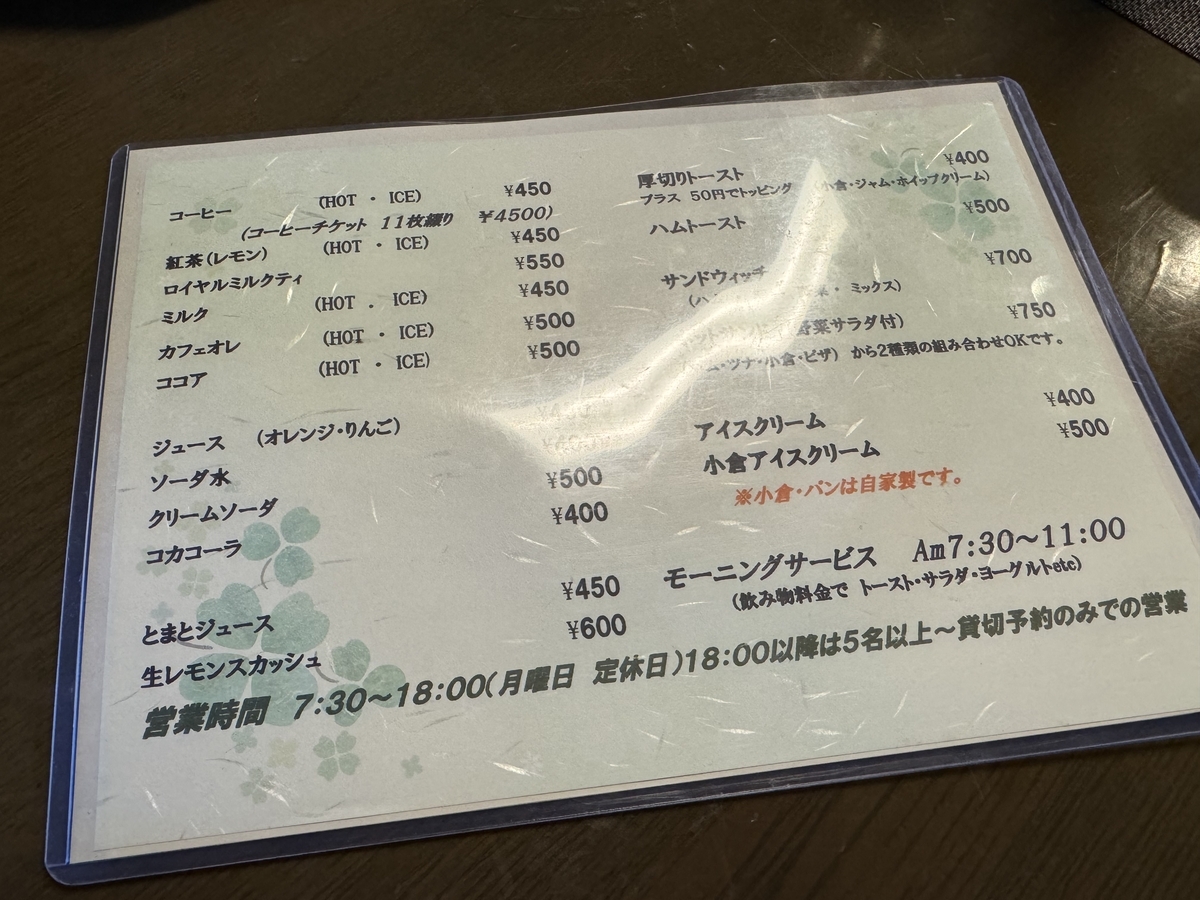 コーヒー (HOT ・ ICE) ¥450
(コーヒーチケット 11枚綴り ¥4500)
紅茶(レモン) (HOT ・ ICE) ¥450
ロイヤルミルクティ ¥550
ミルク (HOT ・ ICE) ¥450
カフェオレ (HOT ・ ICE) ¥500
ココア (HOT ・ ICE) ¥500
ジュース (オレンジ・りんご)
ソーダ水
クリームソーダ ¥500
コカコーラ ¥400
とまとジュース ¥450
生レモンスカッシュ ¥600
厚切りトースト ¥400
プラス 50円でトッピング (小倉・ジャム・ホイップクリーム)
ハムトースト ¥500
サンドウィッチ ¥700
・ ミックス)
野菜サラダ付) ¥750
ツナ・小倉・ピザ) から2種類の組み合わせOKです。
アイスクリーム ¥400
小倉アイスクリーム ¥500
※小倉・パンは自家製です。
モーニングサービス Am7:30〜11:00
(飲み物料金で トースト・サラダ・ヨーグルトetc)
営業時間 7:30〜18:00(月曜日 定休日)18:00以降は5名以上〜貸切予約のみでの営業